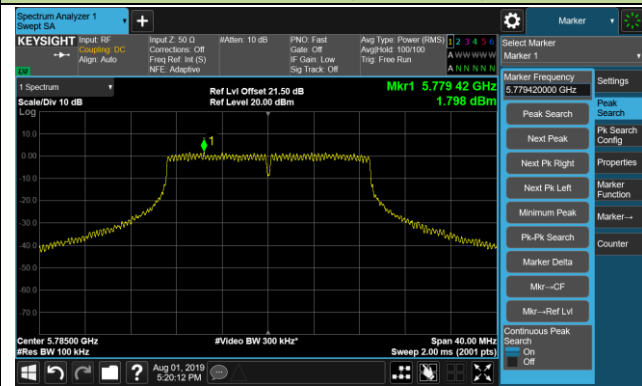 Spectrum Analyzer 1
Swept SA
Marker
KEYSIGHT
Input: RF
Coupling: DC
Align: Auto
Input Z: 50 Ω
Corrections: Off
Freq Ref: Int (S)
NFE: Adaptive
#Atten: 10 dB
PNO: Fast
Gate: Off
IF Gain: Low
Sig Track: Off
Avg Type: Power (RMS)
Avg|Hold: 100/100
Trig: Free Run
1 2 3 4 5 6
A W W W W W
A N N N N N
Select Marker
Marker 1
1 Spectrum
Scale/Div 10 dB
Ref Lvl Offset 21.50 dB
Ref Level 20.00 dBm
Mkr1 5.779 42 GHz
1.798 dBm
Log
10.0
0.00
-10.0
-20.0
-30.0
-40.0
-50.0
-60.0
-70.0
1
Center 5.78500 GHz
#Res BW 100 kHz
#Video BW 300 kHz*
Span 40.00 MHz
Sweep 2.00 ms (2001 pts)
Marker Frequency
5.779420000 GHz
Peak Search
Next Peak
Next Pk Right
Next Pk Left
Minimum Peak
Pk-Pk Search
Marker Delta
Mkr→CF
Mkr→Ref Lvl
Continuous Peak
Search
On
Off
Settings
Peak
Search
Pk Search
Config
Properties
Marker
Function
Marker→
Counter
Aug 01, 2019
5:20:12 PM